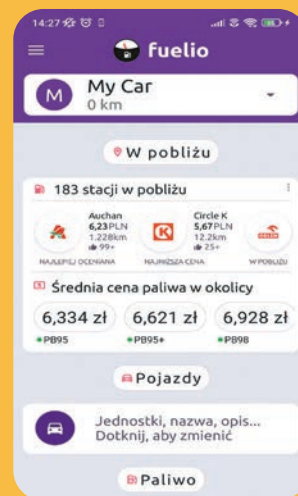 14:27
fuelio
M
My Car
0 km
W pobliżu
183 stacji w pobliżu
Auchan
6,23PLN
1.228km
99+
Circle K
5,67PLN
12.2km
25+
K
ORLEN
NAJLEPIEJ OCENIANA
NAJNIŻSZA CENA
W POBLIŻU
Średnia cena paliwa w okolicy
6,334 zł
6,621 zł
6,928 zł
PB95
PB95+
PB98
Pojazdy
Jednostki, nazwa, opis...
Dotknij, aby zmienić
Paliwo